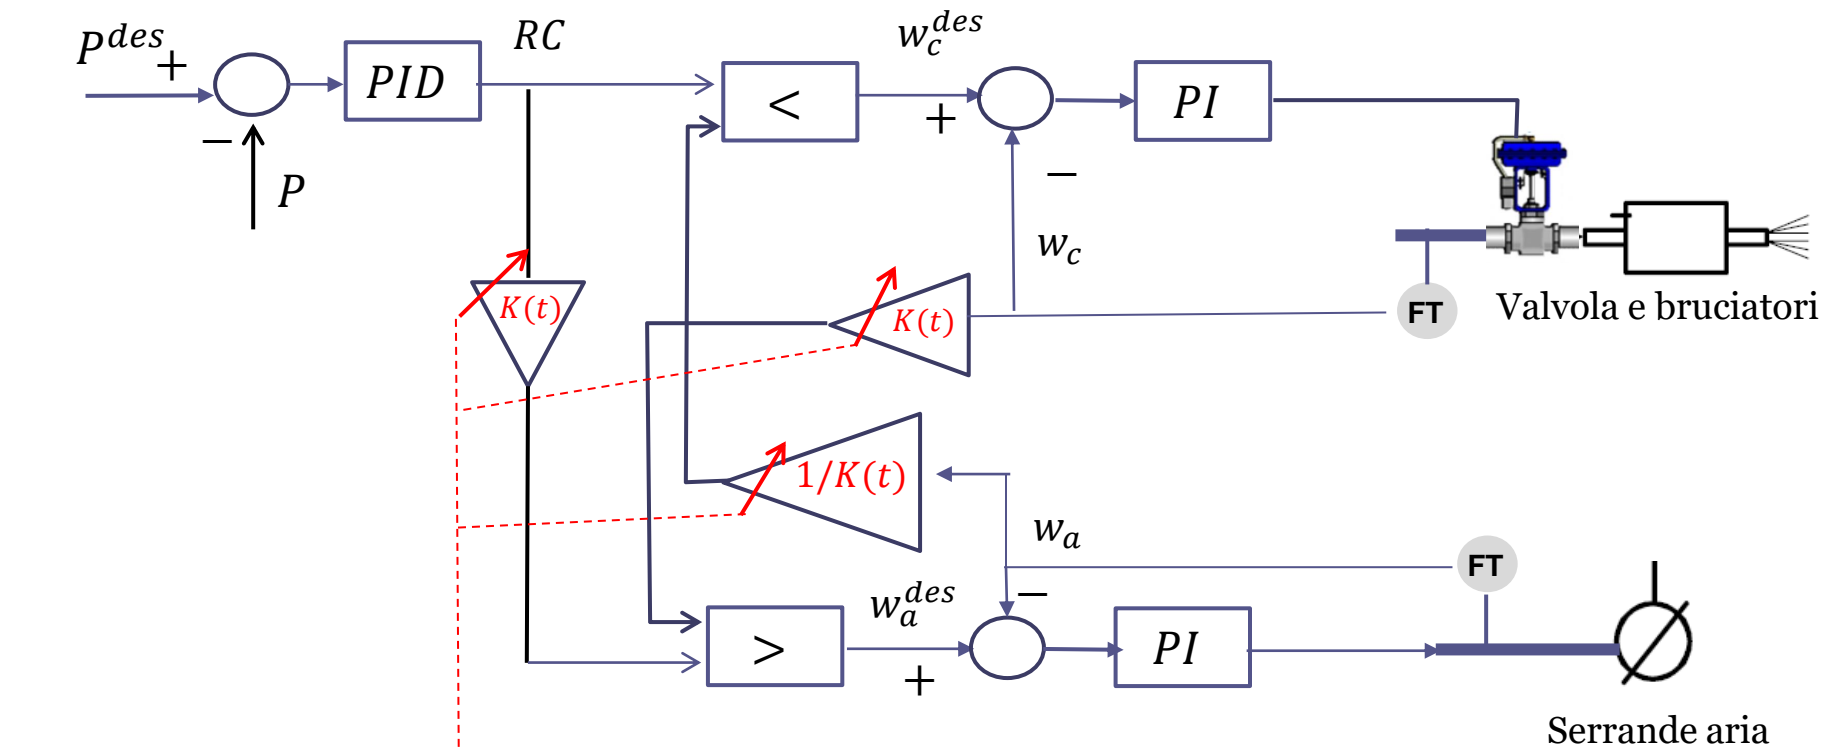 P^des
+
−
P
PID
RC
<
w_c^des
+
−
PI
w_c
K(t)
K(t)
FT
Valvola e bruciatori
1/K(t)
w_a
FT
>
w_a^des
−
+
PI
Serrande aria